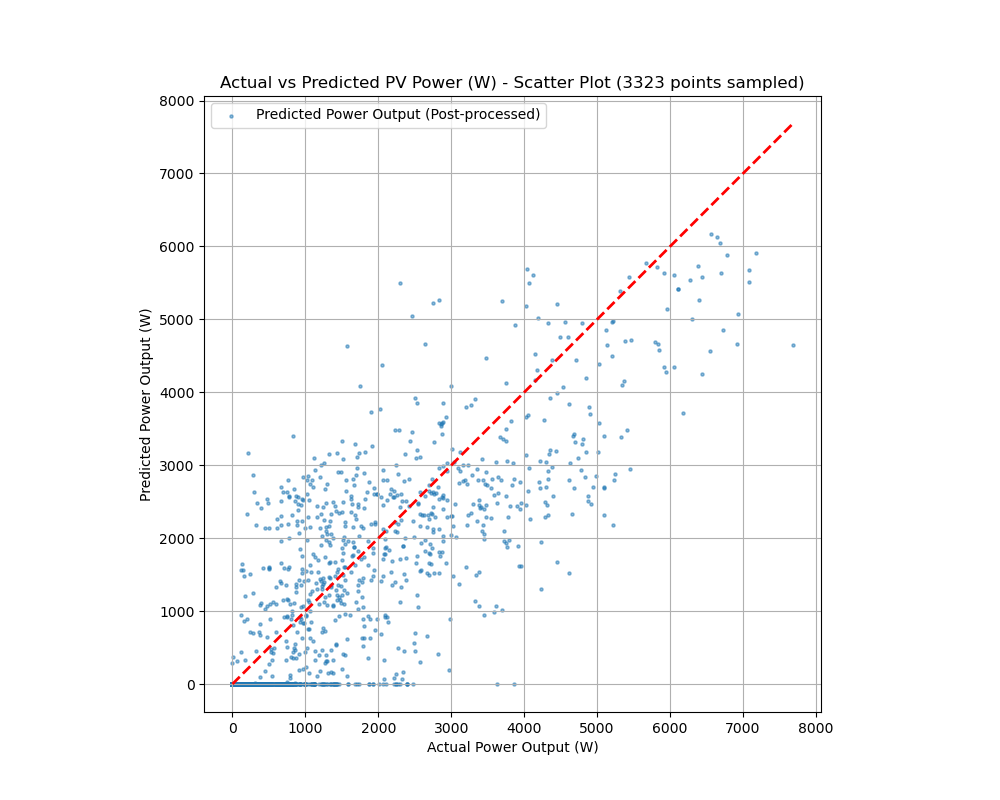 Actual vs Predicted PV Power (W) - Scatter Plot (3323 points sampled)
Predicted Power Output (Post-processed)
8000
7000
6000
5000
4000
3000
2000
1000
0
Predicted Power Output (W)
0 1000 2000 3000 4000 5000 6000 7000 8000
Actual Power Output (W)